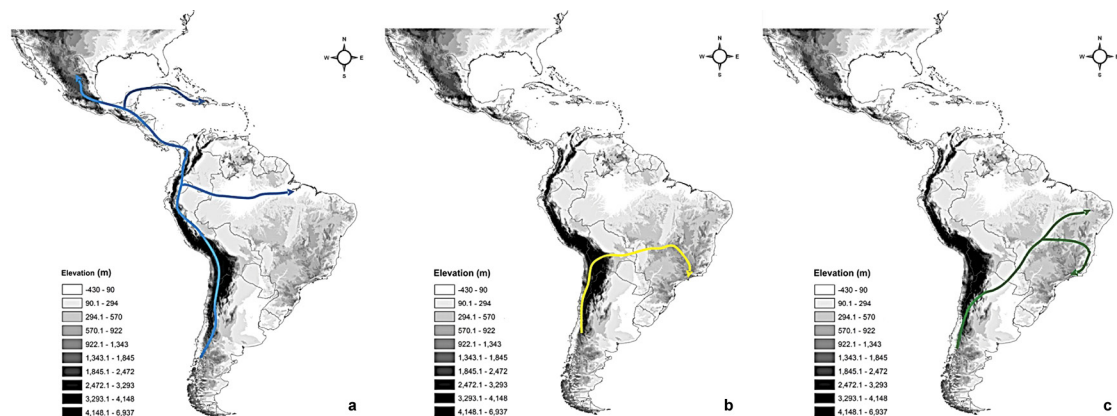 N
W E
S
Elevation (m)
-430 - 90
90.1 - 294
294.1 - 570
570.1 - 922
922.1 - 1,343
1,343.1 - 1,845
1,845.1 - 2,472
2,472.1 - 3,293
3,293.1 - 4,148
4,148.1 - 6,937
a
N
W E
S
Elevation (m)
-430 - 90
90.1 - 294
294.1 - 570
570.1 - 922
922.1 - 1,343
1,343.1 - 1,845
1,845.1 - 2,472
2,472.1 - 3,293
3,293.1 - 4,148
4,148.1 - 6,937
b
N
W E
S
Elevation (m)
-430 - 90
90.1 - 294
294.1 - 570
570.1 - 922
922.1 - 1,343
1,343.1 - 1,845
1,845.1 - 2,472
2,472.1 - 3,293
3,293.1 - 4,148
4,148.1 - 6,937
c